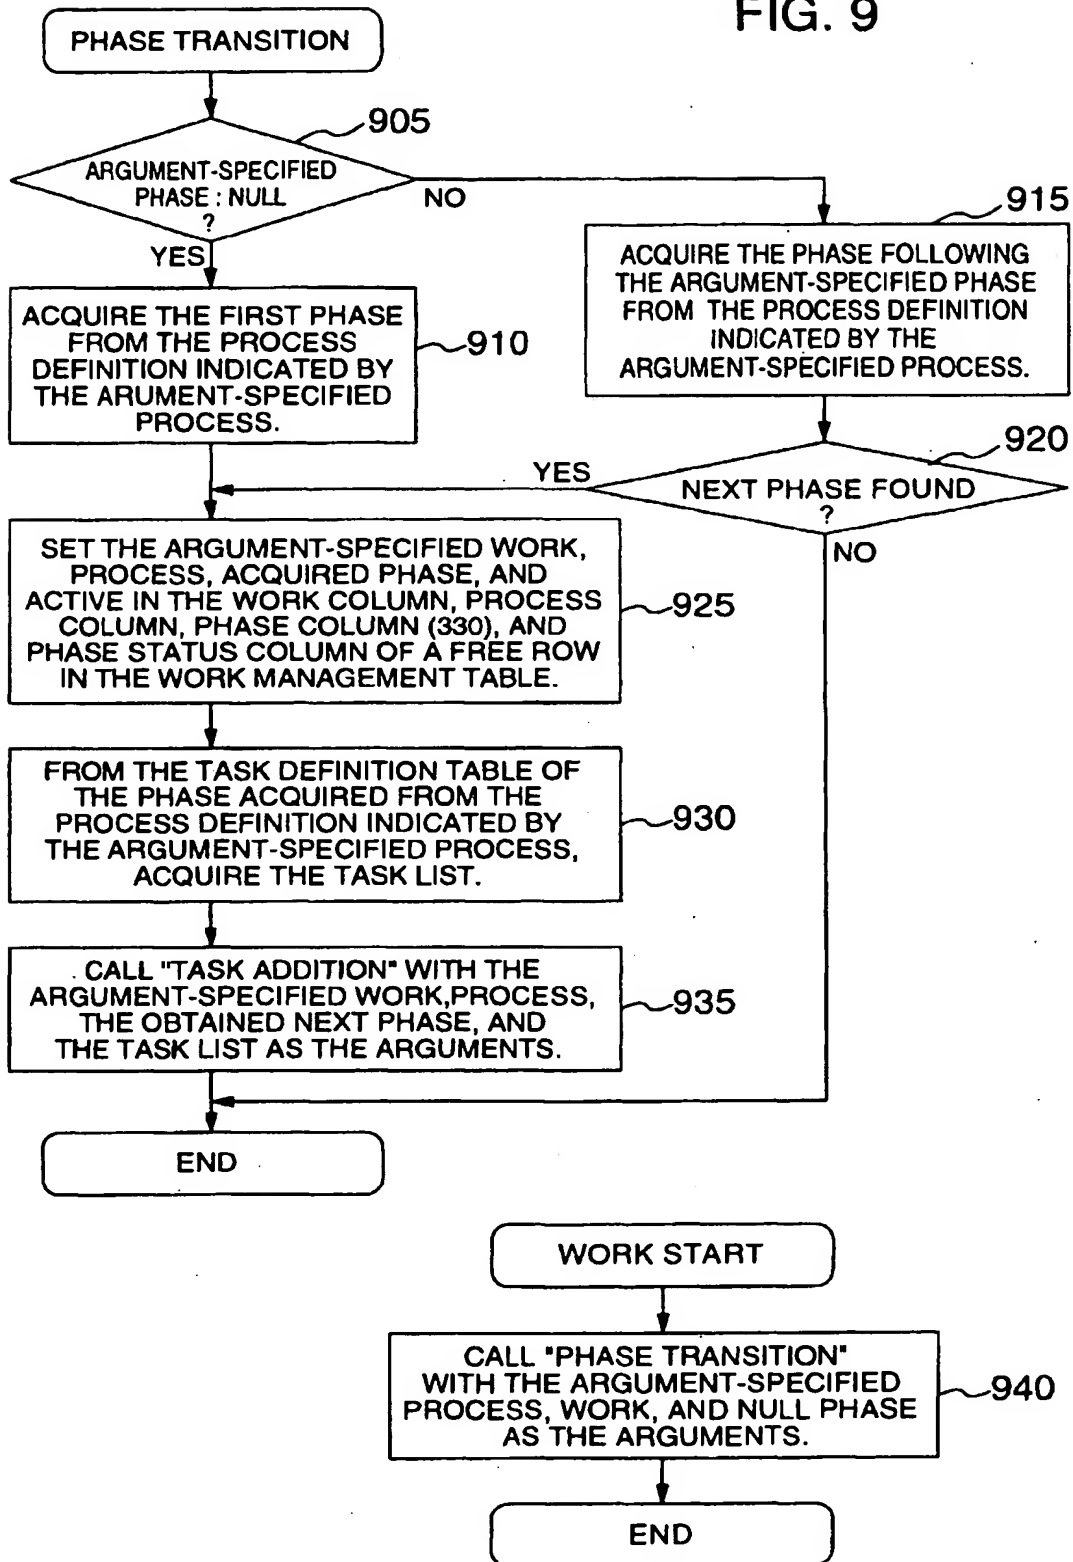 FIG. 9
PHASE TRANSITION
905
ARGUMENT-SPECIFIED
PHASE : NULL
?
NO
YES
915
ACQUIRE THE PHASE FOLLOWING
THE ARGUMENT-SPECIFIED PHASE
FROM THE PROCESS DEFINITION
INDICATED BY THE
ARGUMENT-SPECIFIED PROCESS.
ACQUIRE THE FIRST PHASE
FROM THE PROCESS
DEFINITION INDICATED BY
THE ARUMENT-SPECIFIED
PROCESS.
910
920
YES
NEXT PHASE FOUND
?
NO
SET THE ARGUMENT-SPECIFIED WORK,
PROCESS, ACQUIRED PHASE, AND
ACTIVE IN THE WORK COLUMN, PROCESS
COLUMN, PHASE COLUMN (330), AND
PHASE STATUS COLUMN OF A FREE ROW
IN THE WORK MANAGEMENT TABLE.
925
FROM THE TASK DEFINITION TABLE OF
THE PHASE ACQUIRED FROM THE
PROCESS DEFINITION INDICATED BY
THE ARGUMENT-SPECIFIED PROCESS,
ACQUIRE THE TASK LIST.
930
CALL "TASK ADDITION" WITH THE
ARGUMENT-SPECIFIED WORK,PROCESS,
THE OBTAINED NEXT PHASE, AND
THE TASK LIST AS THE ARGUMENTS.
935
END
WORK START
CALL "PHASE TRANSITION"
WITH THE ARGUMENT-SPECIFIED
PROCESS, WORK, AND NULL PHASE
AS THE ARGUMENTS.
940
END